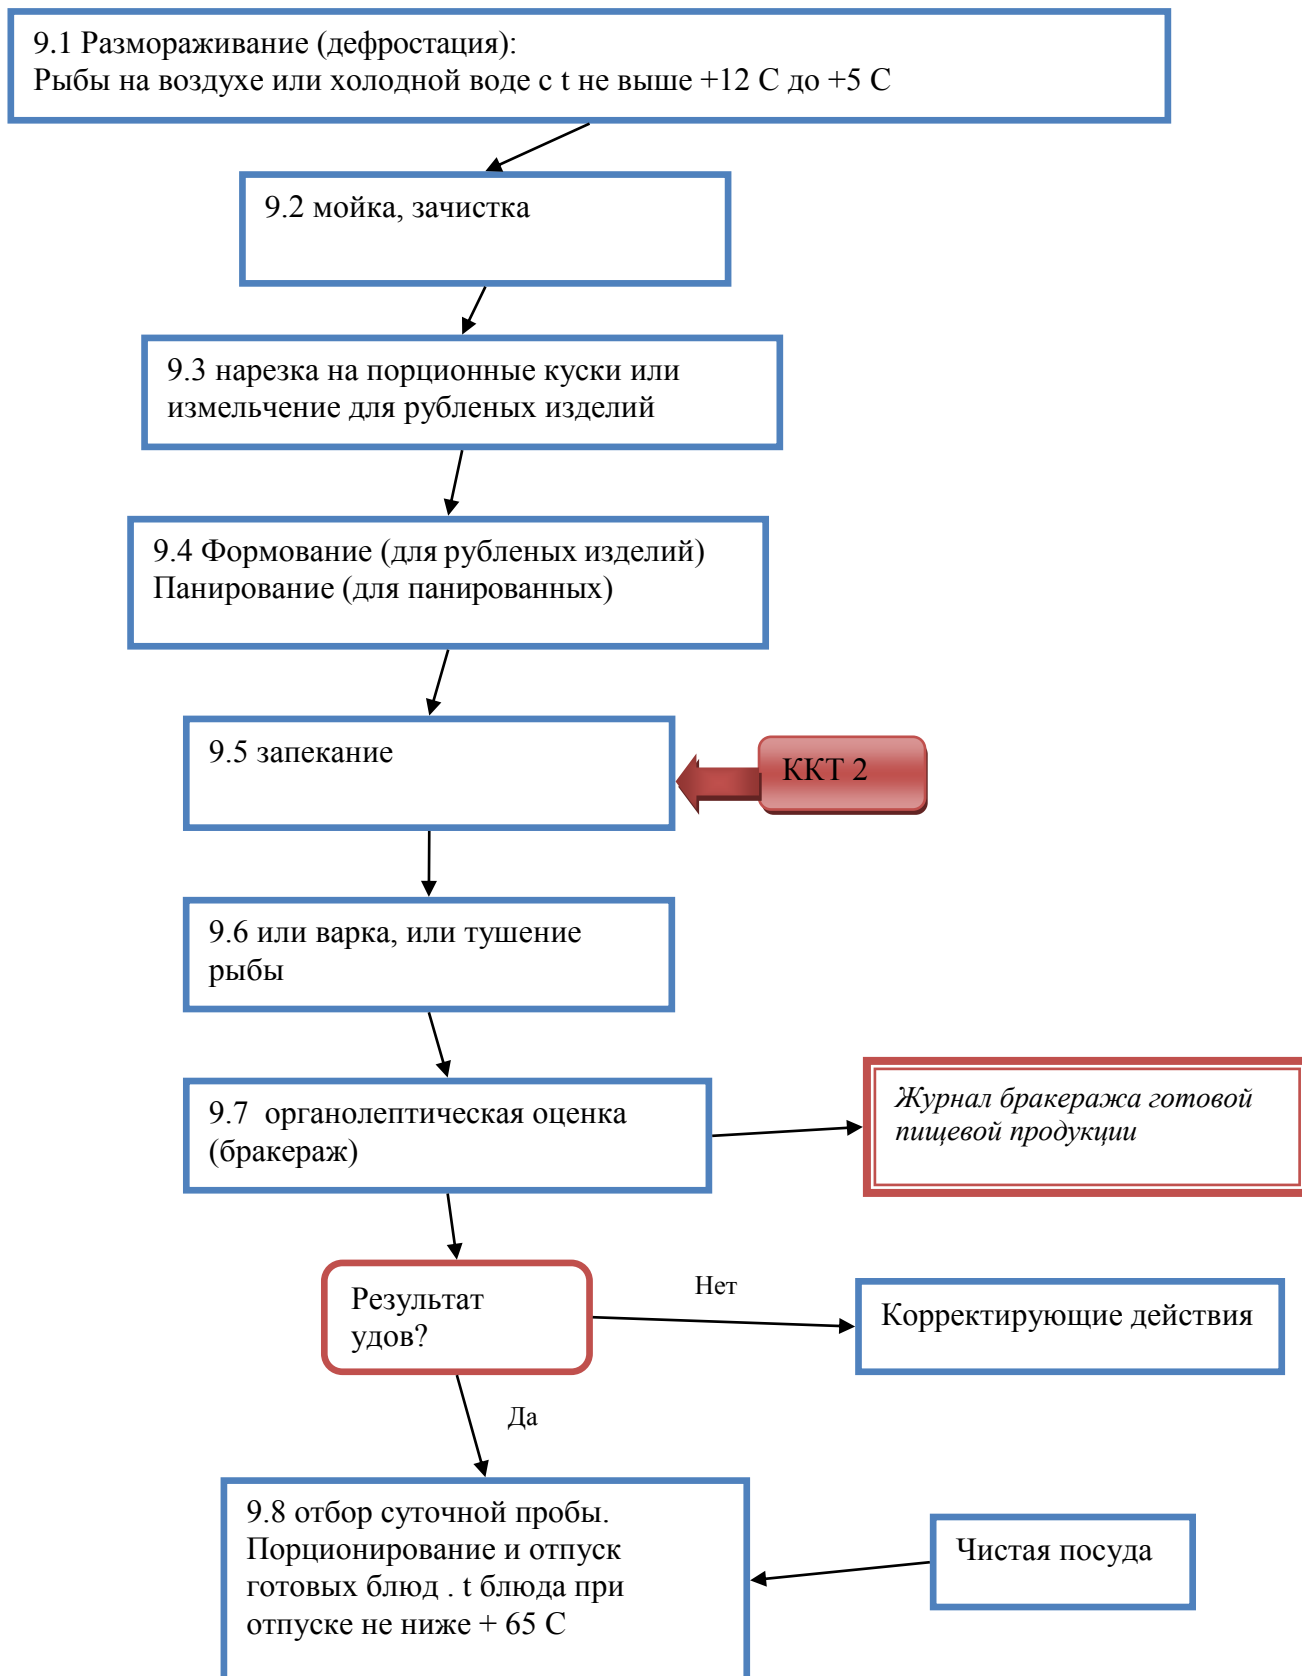 9.1 Размораживание (дефростация):
Рыбы на воздухе или холодной воде с t не выше +12 С до +5 С
9.2 мойка, зачистка
9.3 нарезка на порционные куски или
измельчение для рубленых изделий
9.4 Формование (для рубленых изделий)
Панирование (для панированных)
9.5 запекание
ККТ 2
9.6 или варка, или тушение
рыбы
9.7 органолептическая оценка
(бракераж)
Журнал бракеража готовой
пищевой продукции
Результат
удов?
Нет
Корректирующие действия
Да
9.8 отбор суточной пробы.
Порционирование и отпуск
готовых блюд . t блюда при
отпуске не ниже + 65 С
Чистая посуда